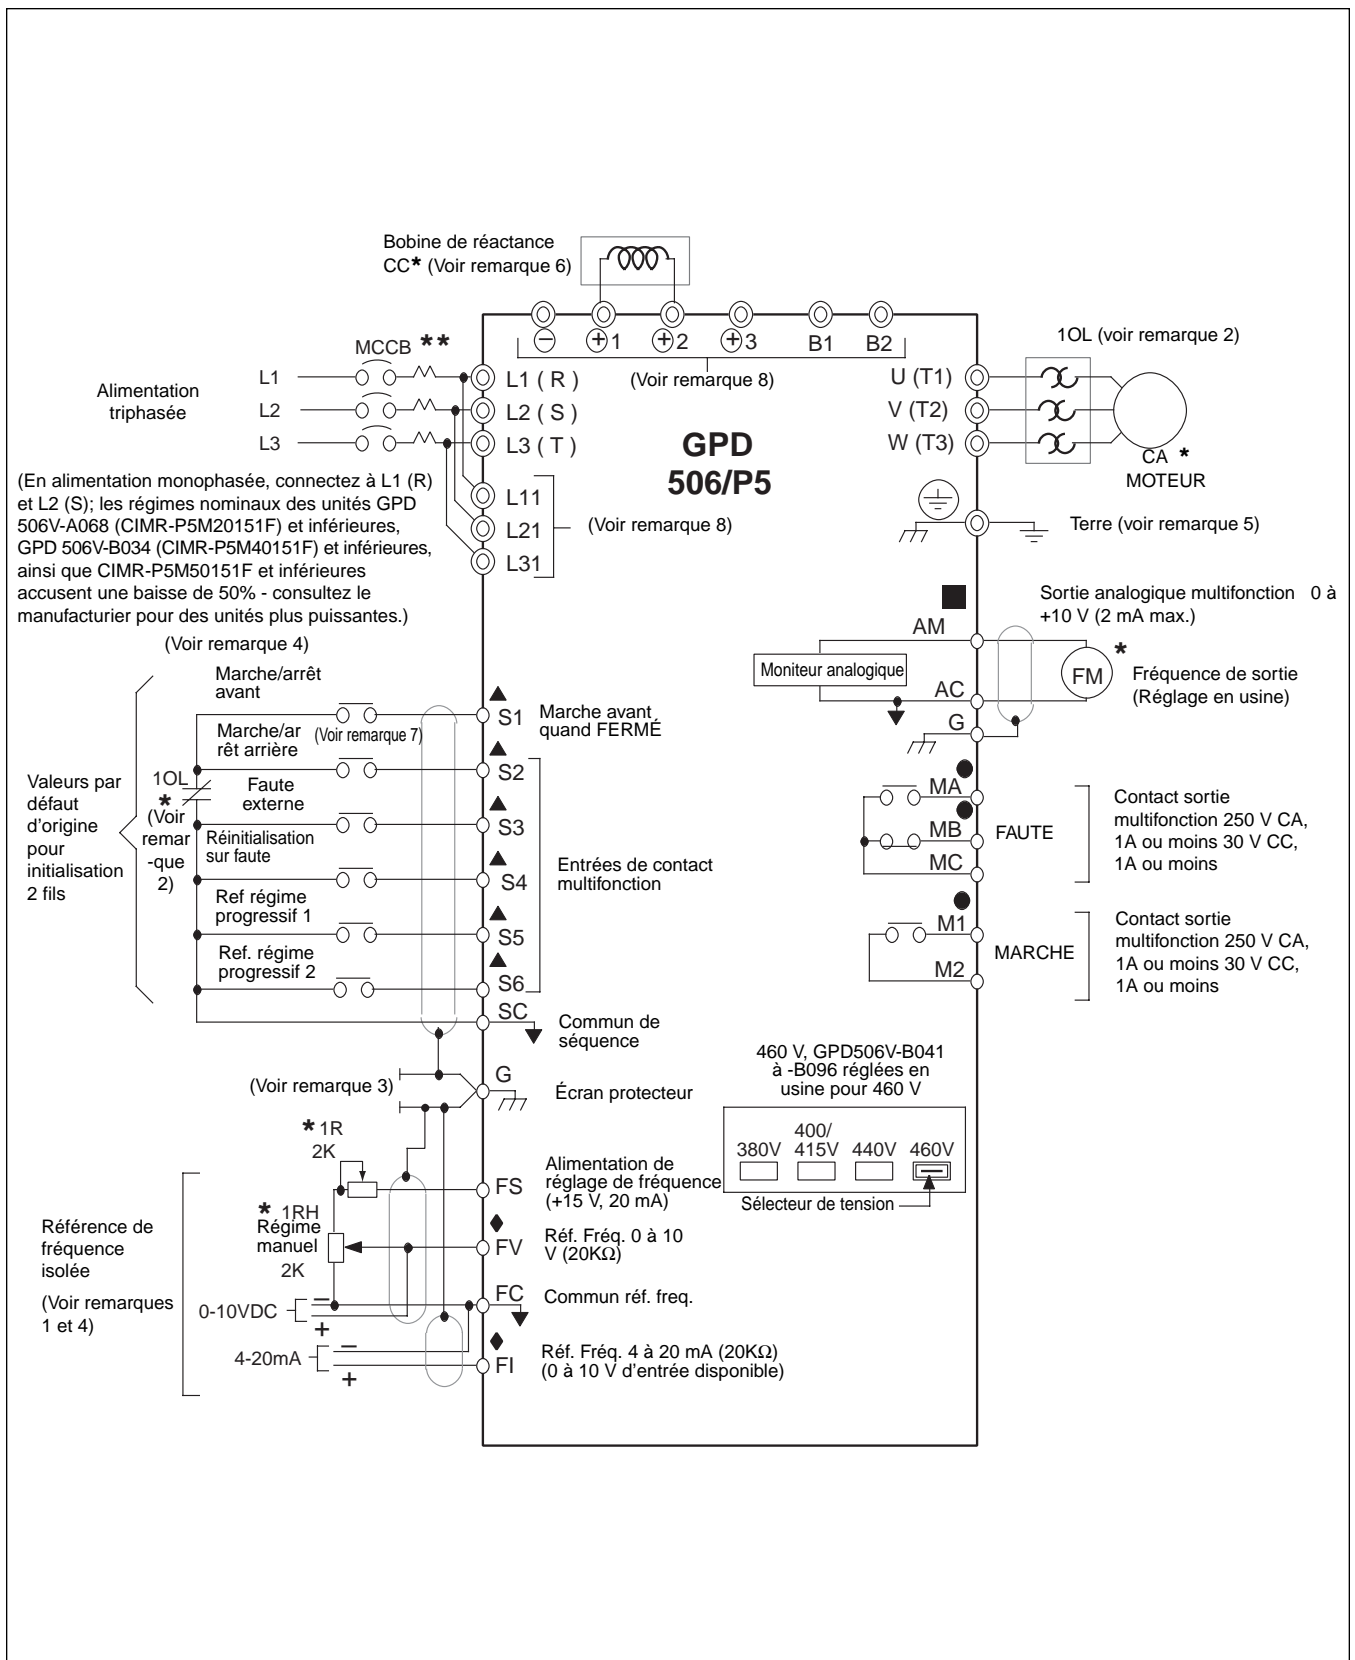 Bobine de réactance
CC* (Voir remarque 6)
MCCB **
− +1 +2 +3 B1 B2
(Voir remarque 8)
1OL (voir remarque 2)
Alimentation
triphasée
L1
L2
L3
L1 ( R )
L2 ( S )
L3 ( T )
L11
L21
L31
(Voir remarque 8)
GPD
506/P5
U (T1)
V (T2)
W (T3)
CA *
MOTEUR
Terre (voir remarque 5)
(En alimentation monophasée, connectez à L1 (R)
et L2 (S); les régimes nominaux des unités GPD
506V-A068 (CIMR-P5M20151F) et inférieures,
GPD 506V-B034 (CIMR-P5M40151F) et inférieures,
ainsi que CIMR-P5M50151F et inférieures
accusent une baisse de 50% - consultez le
manufacturier pour des unités plus puissantes.)
(Voir remarque 4)
Sortie analogique multifonction 0 à
+10 V (2 mA max.)
AM
Moniteur analogique
AC
G
FM
*
Fréquence de sortie
(Réglage en usine)
Valeurs par
défaut
d'origine
pour
initialisation
2 fils
1OL
*
(Voir
remar
-que
2)
Marche/arrêt
avant
(Voir remarque 7)
Marche/ar
rêt arrière
Faute
externe
Réinitialisation
sur faute
Ref régime
progressif 1
Ref. régime
progressif 2
S1
S2
S3
S4
S5
S6
SC
Marche avant
quand FERMÉ
Entrées de contact
multifonction
Commun de
séquence
MA
MB
MC
FAUTE
Contact sortie
multifonction 250 V CA,
1A ou moins 30 V CC,
1A ou moins
M1
M2
MARCHE
Contact sortie
multifonction 250 V CA,
1A ou moins 30 V CC,
1A ou moins
(Voir remarque 3)
G
Écran protecteur
460 V, GPD506V-B041
à -B096 réglées en
usine pour 460 V
380V
400/
415V
440V
460V
Sélecteur de tension
Référence de
fréquence
isolée
(Voir remarques
1 et 4)
* 1R
2K
* 1RH
Régime
manuel
2K
0-10VDC
−
+
4-20mA
−
+
FS
FV
FC
FI
Alimentation de
réglage de fréquence
(+15 V, 20 mA)
Réf. Fréq. 0 à 10
V (20KΩ)
Commun réf. freq.
Réf. Fréq. 4 à 20 mA (20KΩ)
(0 à 10 V d'entrée disponible)